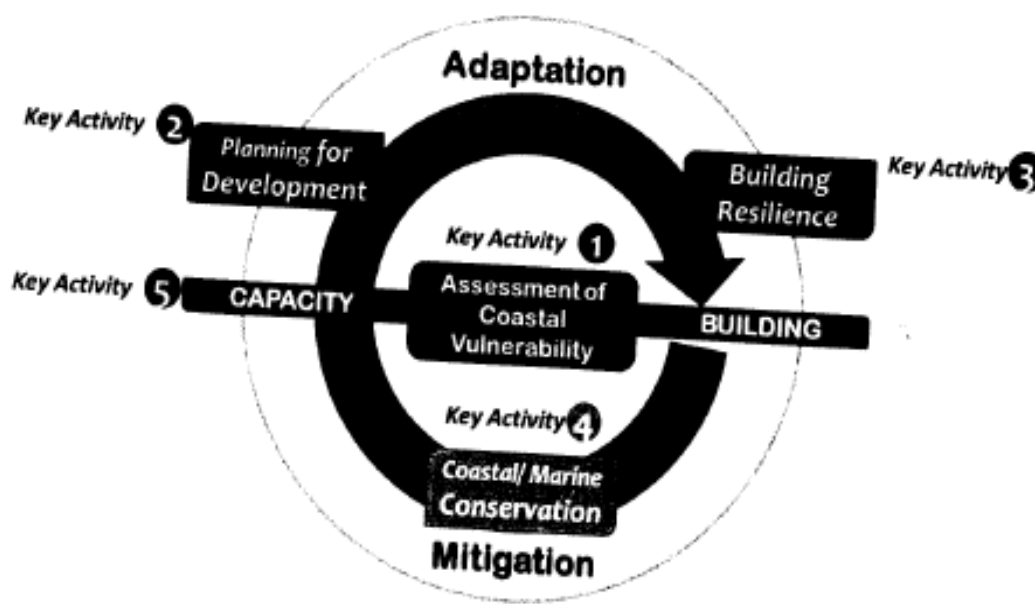 Adaptation
Key Activity 2
Planning for
Development
Building
Resilience
Key Activity 3
Key Activity 1
Assessment of
Coastal
Vulnerability
Key Activity 5
CAPACITY
BUILDING
Key Activity 4
Coastal/ Marine
Conservation
Mitigation